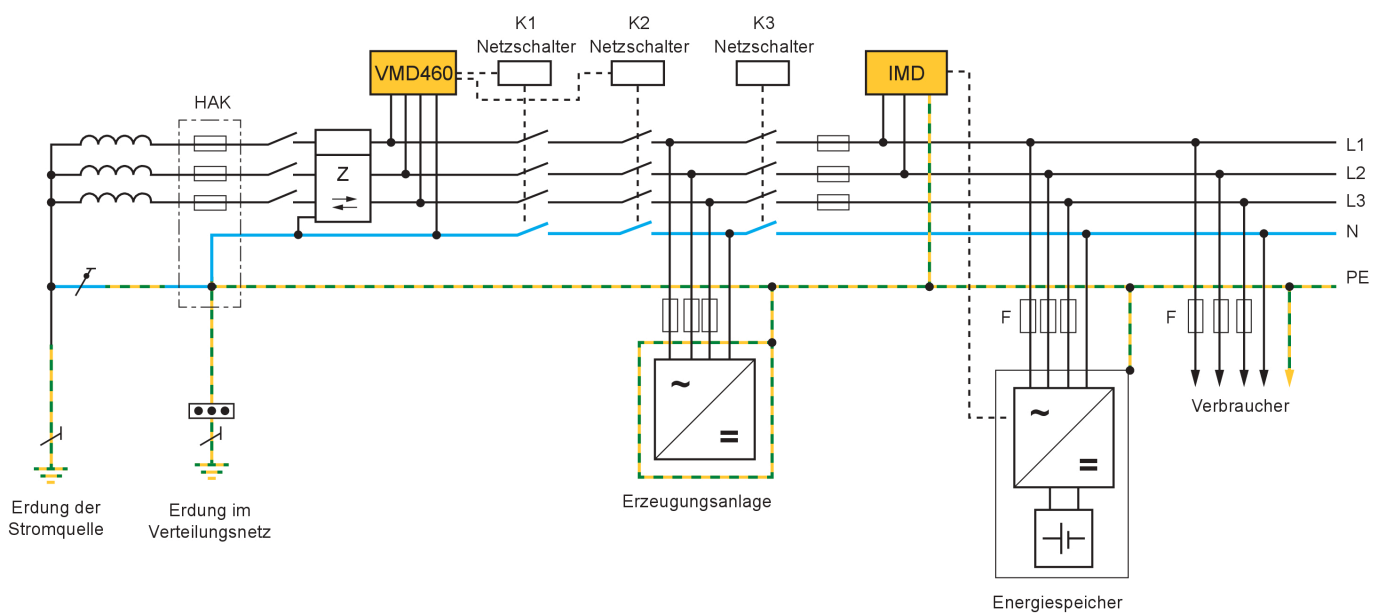 K1
Netzschalter
K2
Netzschalter
K3
Netzschalter
VMD460
IMD
HAK
Z
L1
L2
L3
N
PE
F
F
Verbraucher
Erzeugungsanlage
Erdung der
Stromquelle
Erdung im
Verteilungsnetz
Energiespeicher